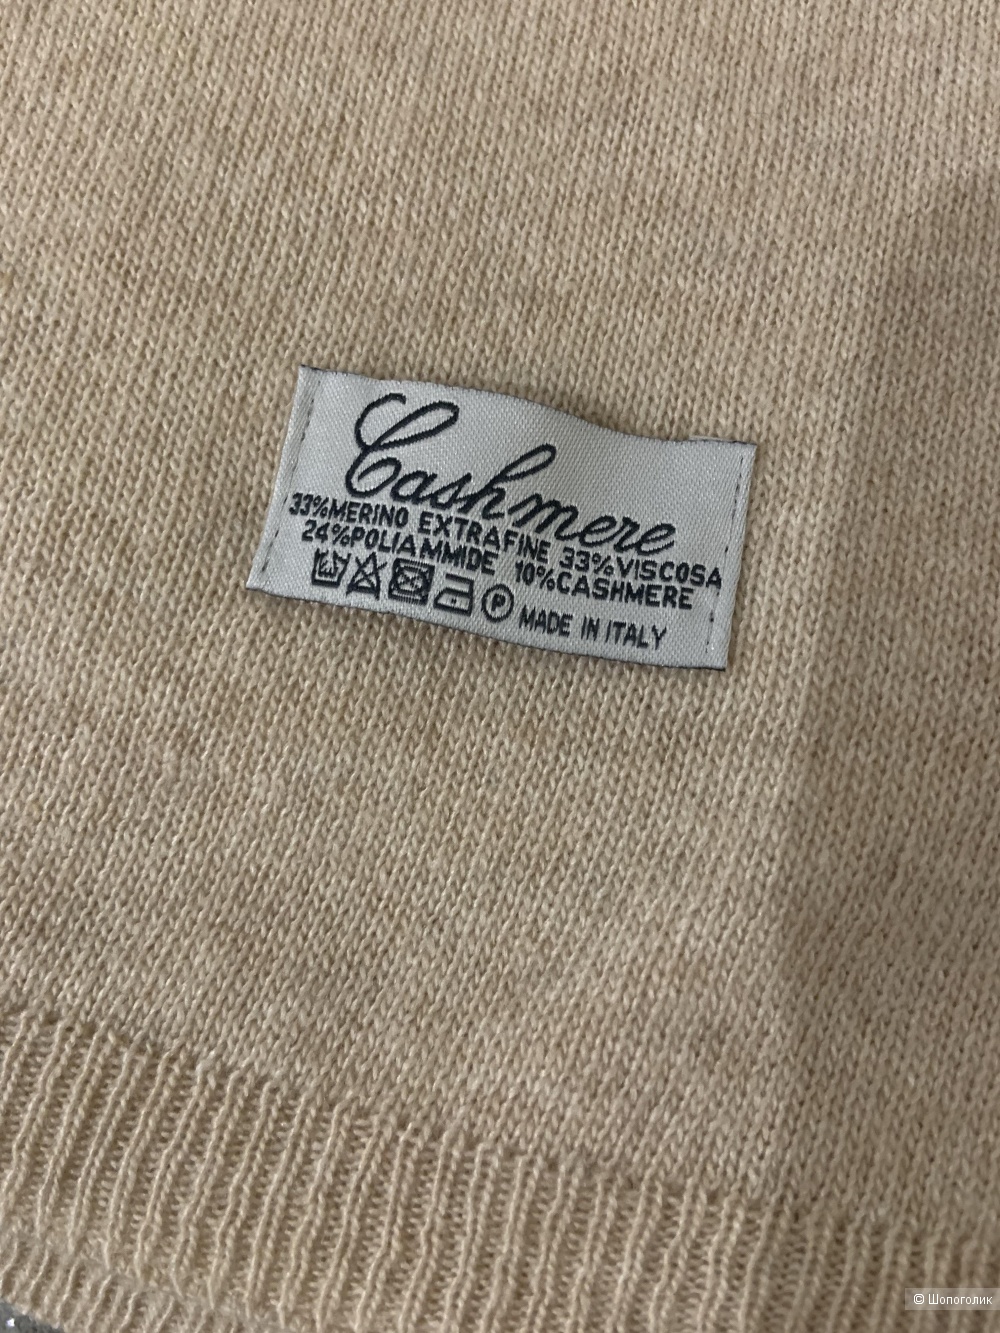 Cashmere
33%MERINO EXTRAFINE 33%VISCOSA
24%POLIAMMIDE 10%CASHMERE
P MADE IN ITALY
© Шопоголик